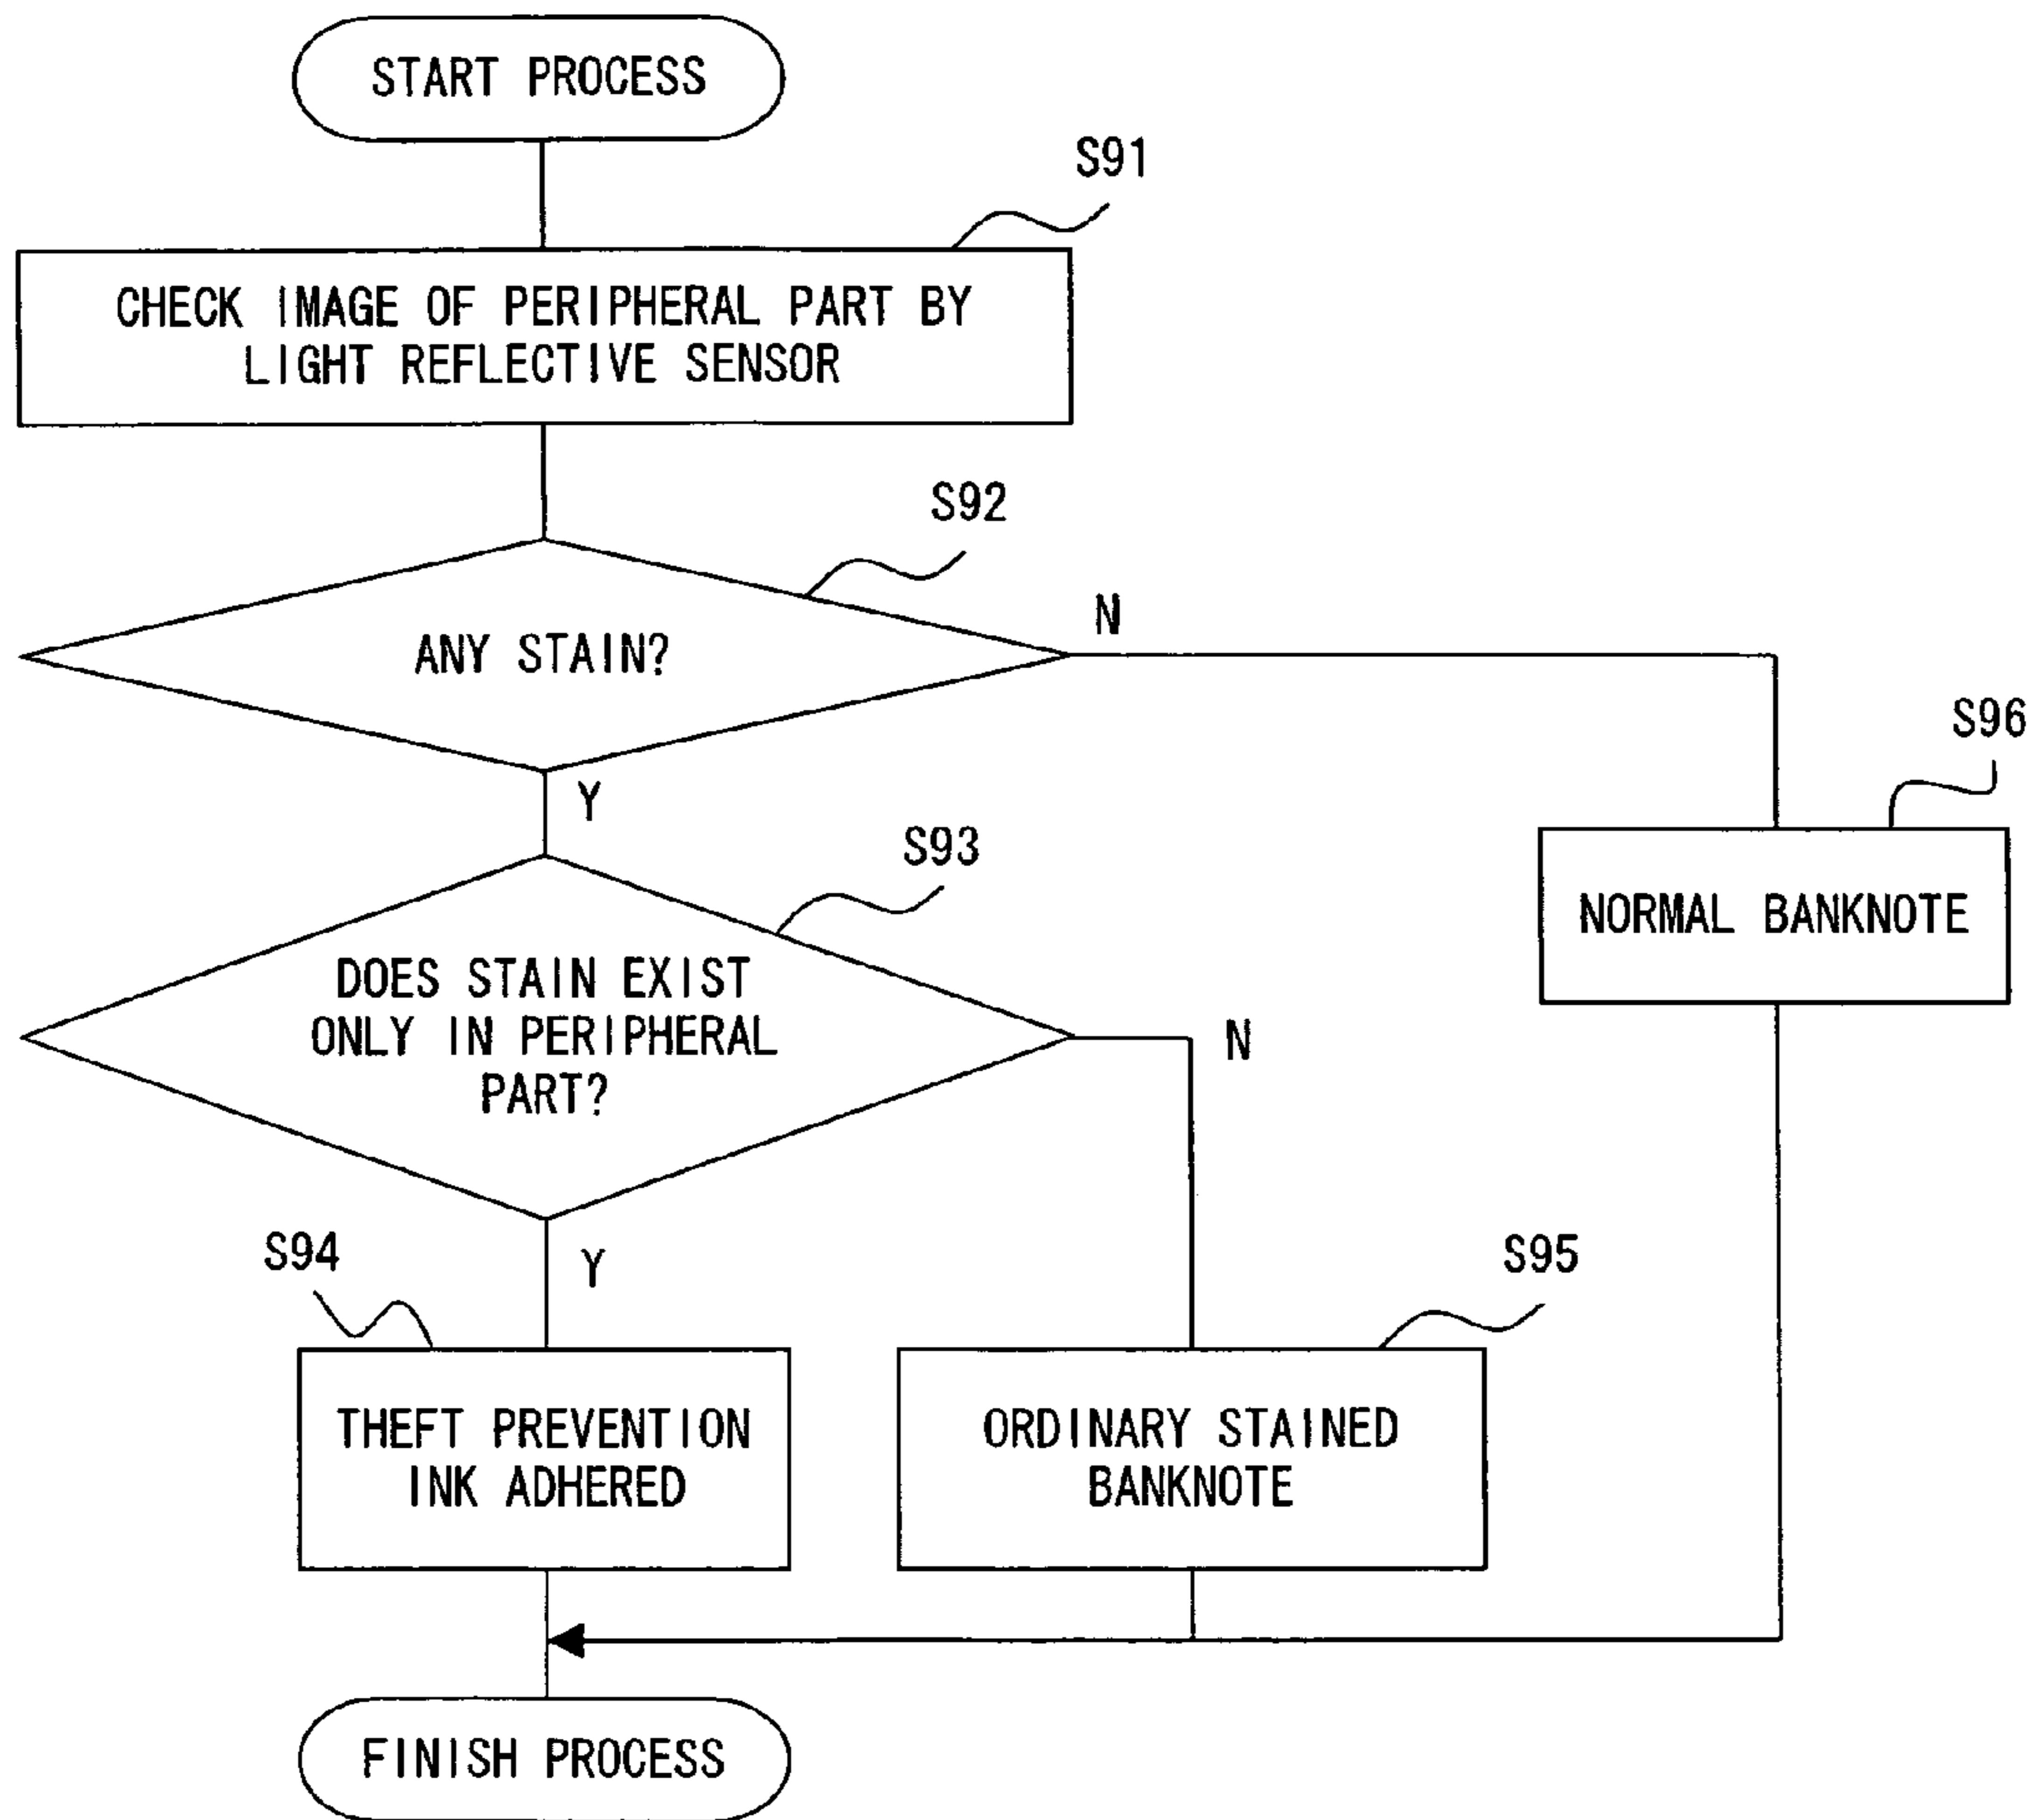 START PROCESS
S91
CHECK IMAGE OF PERIPHERAL PART BY
LIGHT REFLECTIVE SENSOR
S92
ANY STAIN?
N
Y
S96
NORMAL BANKNOTE
S93
DOES STAIN EXIST
ONLY IN PERIPHERAL
PART?
N
Y
S94
THEFT PREVENTION
INK ADHERED
S95
ORDINARY STAINED
BANKNOTE
FINISH PROCESS